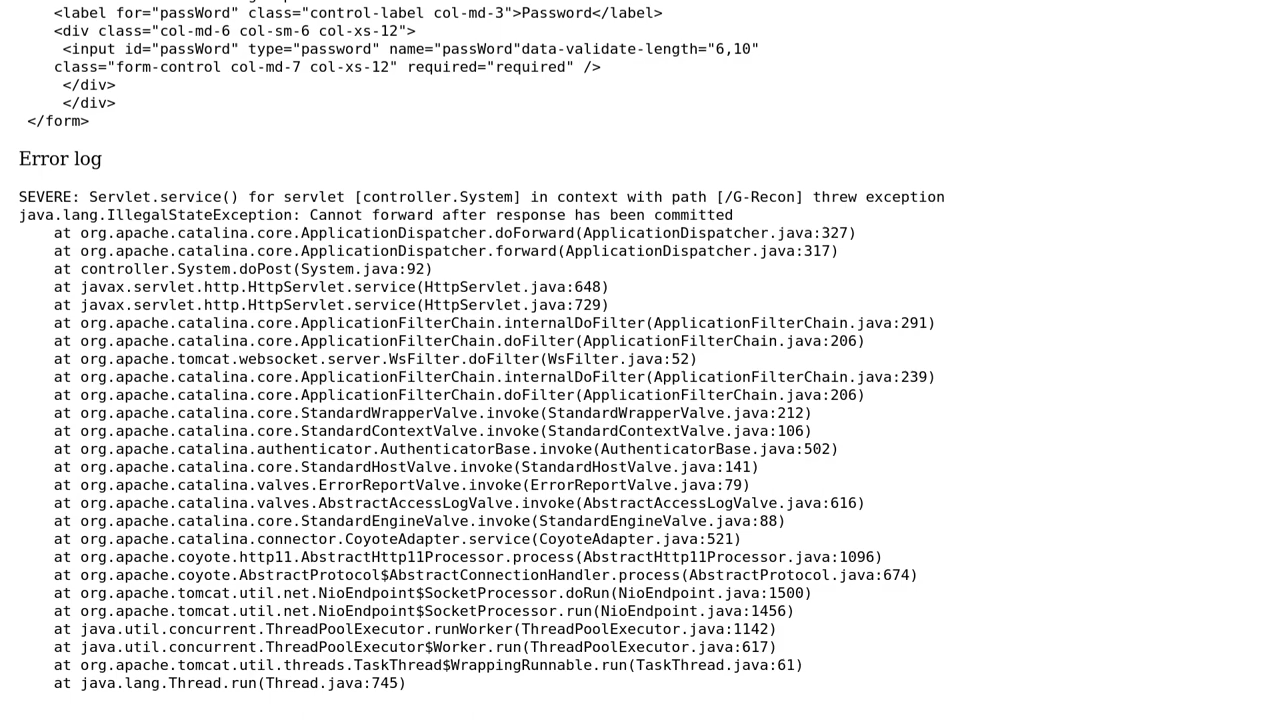 <label for="passWord" class="control-label col-md-3">Password</label>
<div class="col-md-6 col-sm-6 col-xs-12">
<input id="passWord" type="password" name="passWord"data-validate-length="6,10"
class="form-control col-md-7 col-xs-12" required="required" />
</div>
</div>
</form>
Error log
SEVERE: Servlet.service() for servlet [controller.System] in context with path [/G-Recon] threw exception
java.lang.IllegalStateException: Cannot forward after response has been committed
at org.apache.catalina.core.ApplicationDispatcher.doForward(ApplicationDispatcher.java:327)
at org.apache.catalina.core.ApplicationDispatcher.forward(ApplicationDispatcher.java:317)
at controller.System.doPost(System.java:92)
at javax.servlet.http.HttpServlet.service(HttpServlet.java:648)
at javax.servlet.http.HttpServlet.service(HttpServlet.java:729)
at org.apache.catalina.core.ApplicationFilterChain.internalDoFilter(ApplicationFilterChain.java:291)
at org.apache.catalina.core.ApplicationFilterChain.doFilter(ApplicationFilterChain.java:206)
at org.apache.tomcat.websocket.server.WsFilter.doFilter(WsFilter.java:52)
at org.apache.catalina.core.ApplicationFilterChain.internalDoFilter(ApplicationFilterChain.java:239)
at org.apache.catalina.core.ApplicationFilterChain.doFilter(ApplicationFilterChain.java:206)
at org.apache.catalina.core.StandardWrapperValve.invoke(StandardWrapperValve.java:212)
at org.apache.catalina.core.StandardContextValve.invoke(StandardContextValve.java:106)
at org.apache.catalina.authenticator.AuthenticatorBase.invoke(AuthenticatorBase.java:502)
at org.apache.catalina.core.StandardHostValve.invoke(StandardHostValve.java:141)
at org.apache.catalina.valves.ErrorReportValve.invoke(ErrorReportValve.java:79)
at org.apache.catalina.valves.AbstractAccessLogValve.invoke(AbstractAccessLogValve.java:616)
at org.apache.catalina.core.StandardEngineValve.invoke(StandardEngineValve.java:88)
at org.apache.catalina.connector.CoyoteAdapter.service(CoyoteAdapter.java:521)
at org.apache.coyote.http11.AbstractHttp11Processor.process(AbstractHttp11Processor.java:1096)
at org.apache.coyote.AbstractProtocol$AbstractConnectionHandler.process(AbstractProtocol.java:674)
at org.apache.tomcat.util.net.NioEndpoint$SocketProcessor.doRun(NioEndpoint.java:1500)
at org.apache.tomcat.util.net.NioEndpoint$SocketProcessor.run(NioEndpoint.java:1456)
at java.util.concurrent.ThreadPoolExecutor.runWorker(ThreadPoolExecutor.java:1142)
at java.util.concurrent.ThreadPoolExecutor$Worker.run(ThreadPoolExecutor.java:617)
at org.apache.tomcat.util.threads.TaskThread$WrappingRunnable.run(TaskThread.java:61)
at java.lang.Thread.run(Thread.java:745)